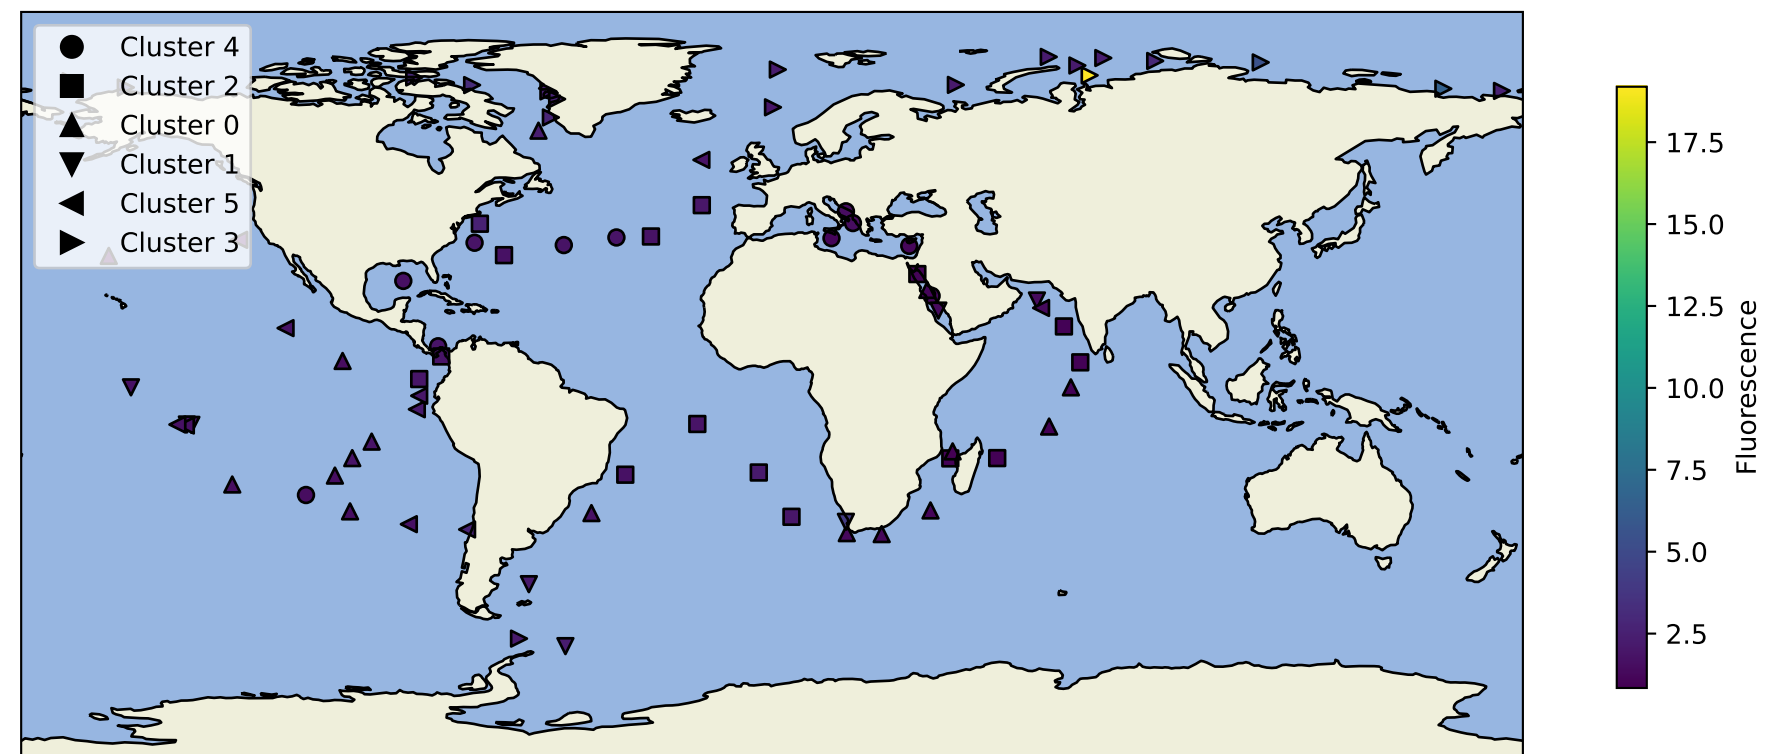 Cluster 4
Cluster 2
Cluster 0
Cluster 1
Cluster 5
Cluster 3
17.5
15.0
12.5
10.0
7.5
5.0
2.5
Fluorescence